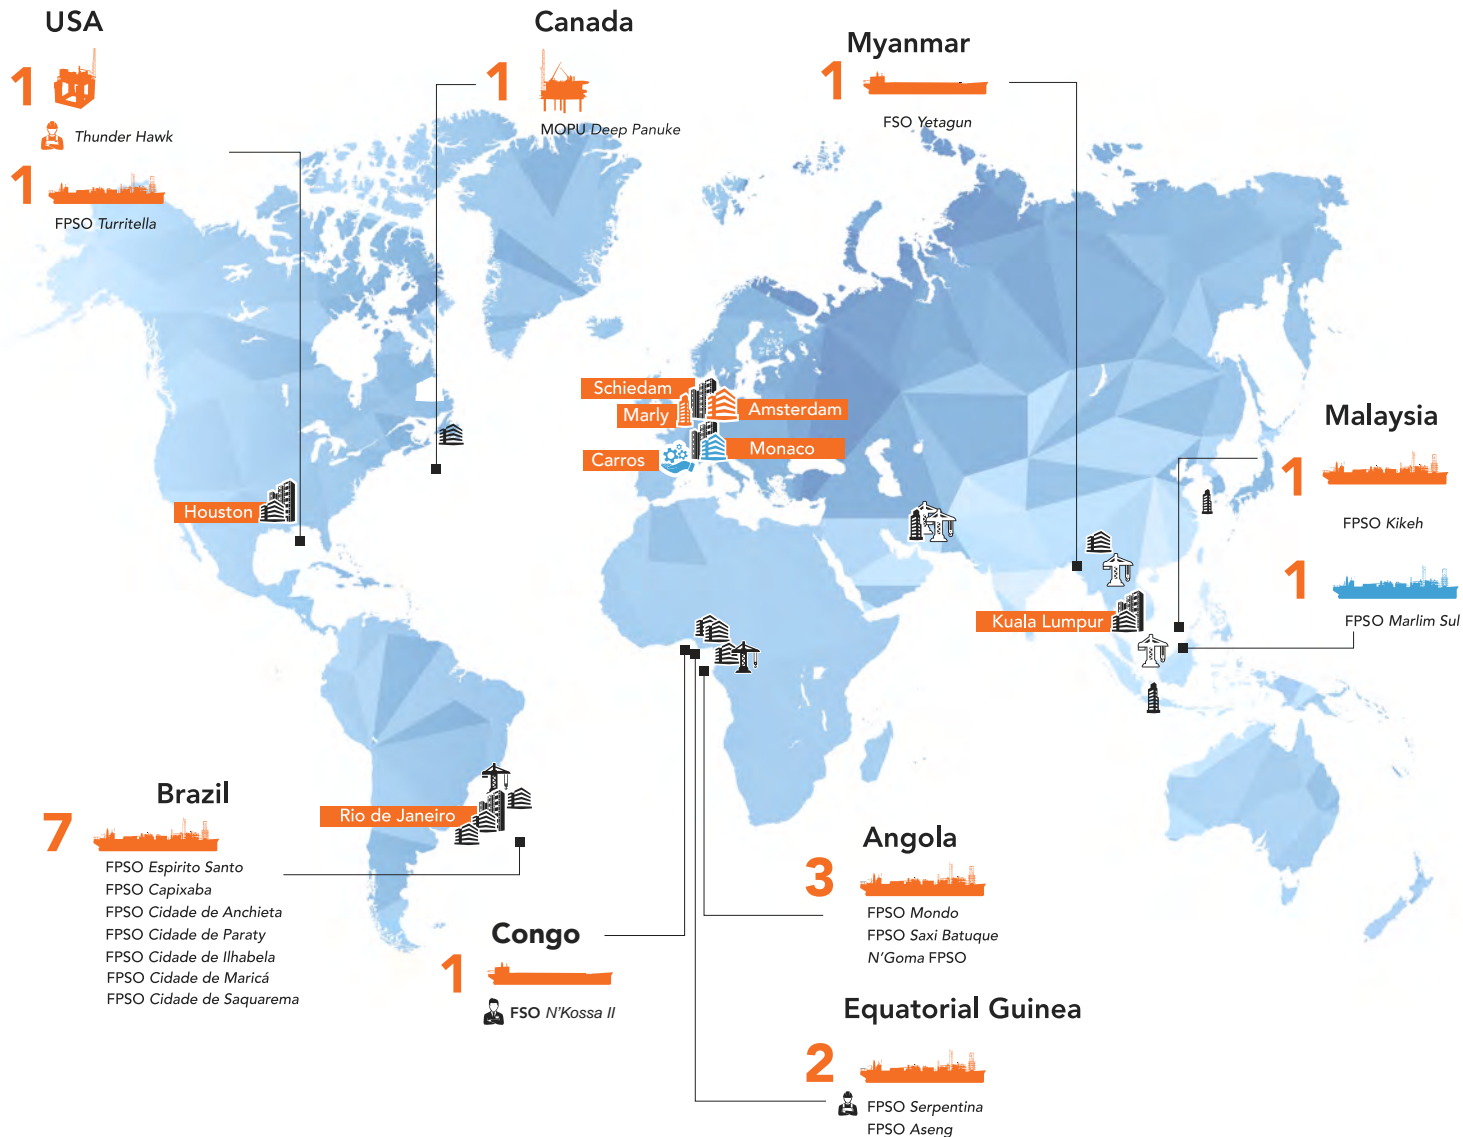 USA
1
Thunder Hawk
1
FPSO Turritella
Canada
1
MOPU Deep Panuke
Myanmar
1
FSO Yetagun
Schiedam
Marly
Amsterdam
Carros
Monaco
Houston
Malaysia
1
FPSO Kikeh
1
FPSO Marlim Sul
Kuala Lumpur
Rio de Janeiro
Brazil
7
FPSO Espirito Santo
FPSO Capixaba
FPSO Cidade de Anchieta
FPSO Cidade de Paraty
FPSO Cidade de Ilhabela
FPSO Cidade de Maricá
FPSO Cidade de Saquarema
Congo
1
FSO N'Kossa II
Angola
3
FPSO Mondo
FPSO Saxi Batuque
N'Goma FPSO
Equatorial Guinea
2
FPSO Serpentina
FPSO Aseng